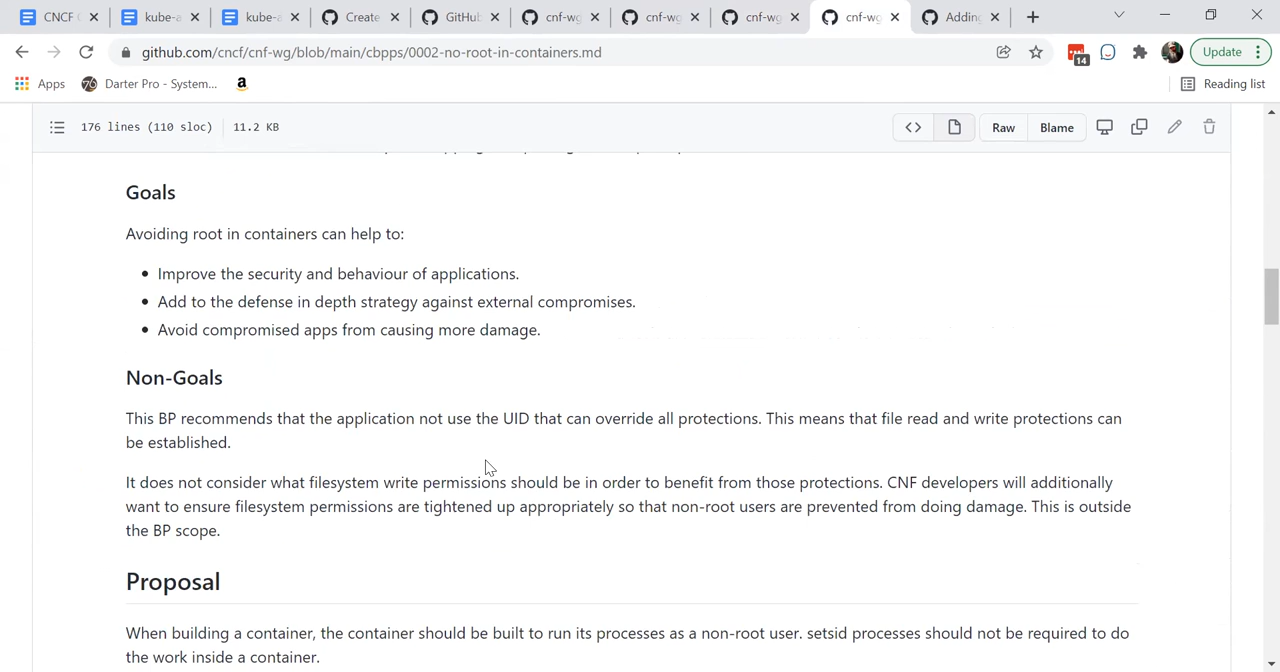 CNCF
kube-a
kube-a
Create
GitHub
cnf-wg
cnf-wg
cnf-wg
cnf-wg
Adding
github.com/cncf/cnf-wg/blob/main/cbpps/0002-no-root-in-containers.md
14
Update
Apps
Darter Pro - System...
a
Reading list
176 lines (110 sloc)
11.2 KB
Raw
Blame
Goals
Avoiding root in containers can help to:
• Improve the security and behaviour of applications.
• Add to the defense in depth strategy against external compromises.
• Avoid compromised apps from causing more damage.
Non-Goals
This BP recommends that the application not use the UID that can override all protections. This means that file read and write protections can
be established.
It does not consider what filesystem write permissions should be in order to benefit from those protections. CNF developers will additionally
want to ensure filesystem permissions are tightened up appropriately so that non-root users are prevented from doing damage. This is outside
the BP scope.
Proposal
When building a container, the container should be built to run its processes as a non-root user. setsid processes should not be required to do
the work inside a container.